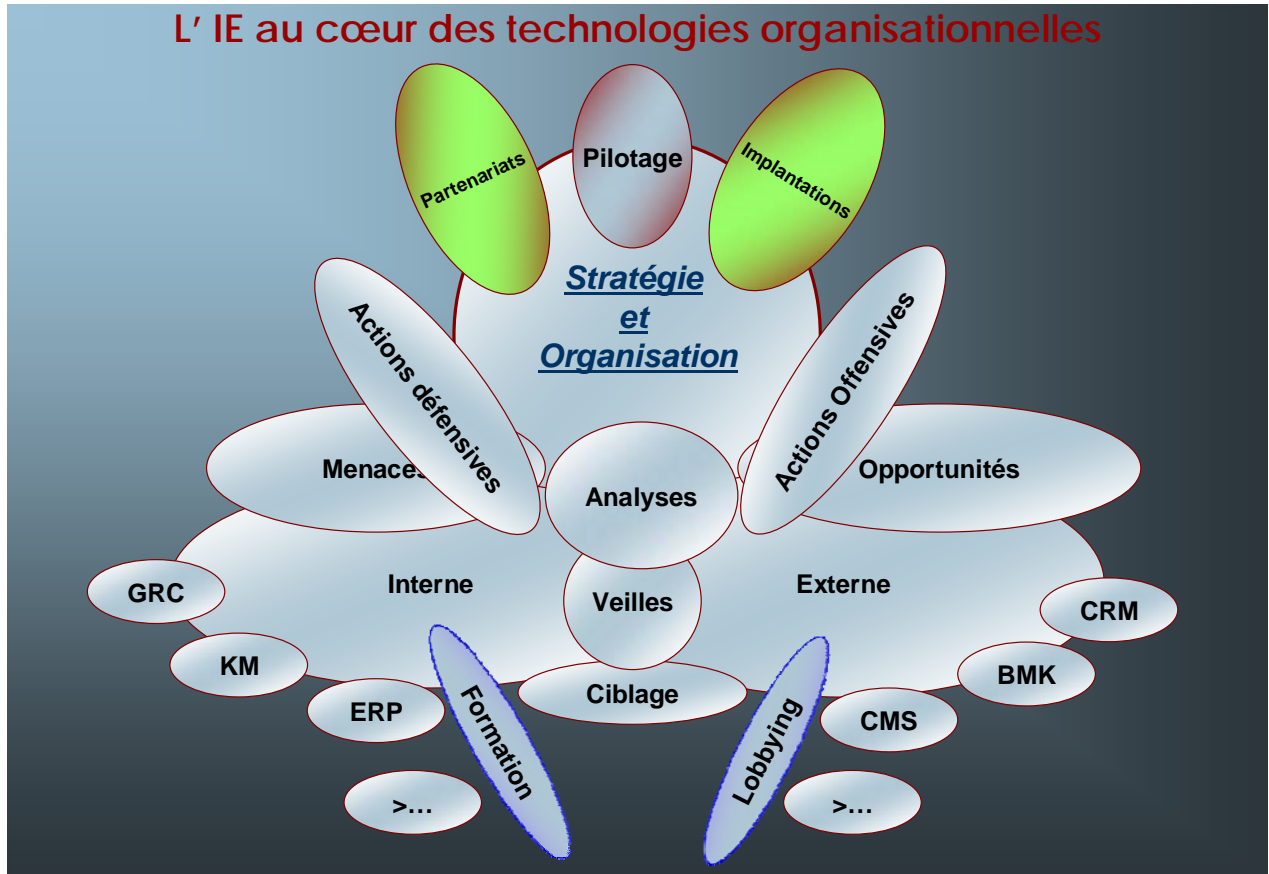 L' IE au cœur des technologies organisationnelles
Partenariats
Pilotage
Implantations
Stratégie
et
Organisation
Actions défensives
Actions Offensives
Menaces
Analyses
Opportunités
Interne
Veilles
Externe
GRC
CRM
KM
BMK
ERP
Formation
Ciblage
Lobbying
CMS
>...
>...